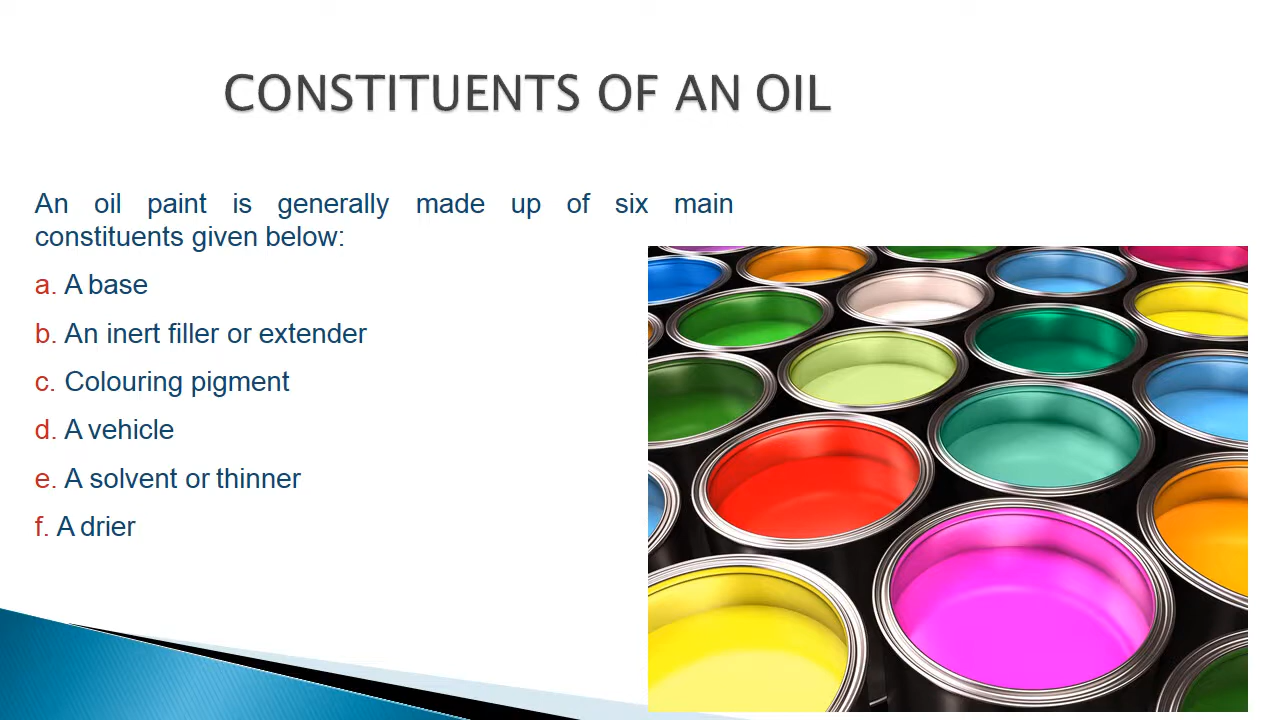 CONSTITUENTS OF AN OIL
An oil paint is generally made up of six main
constituents given below:
a. A base
b. An inert filler or extender
c. Colouring pigment
d. A vehicle
e. A solvent or thinner
f. A drier